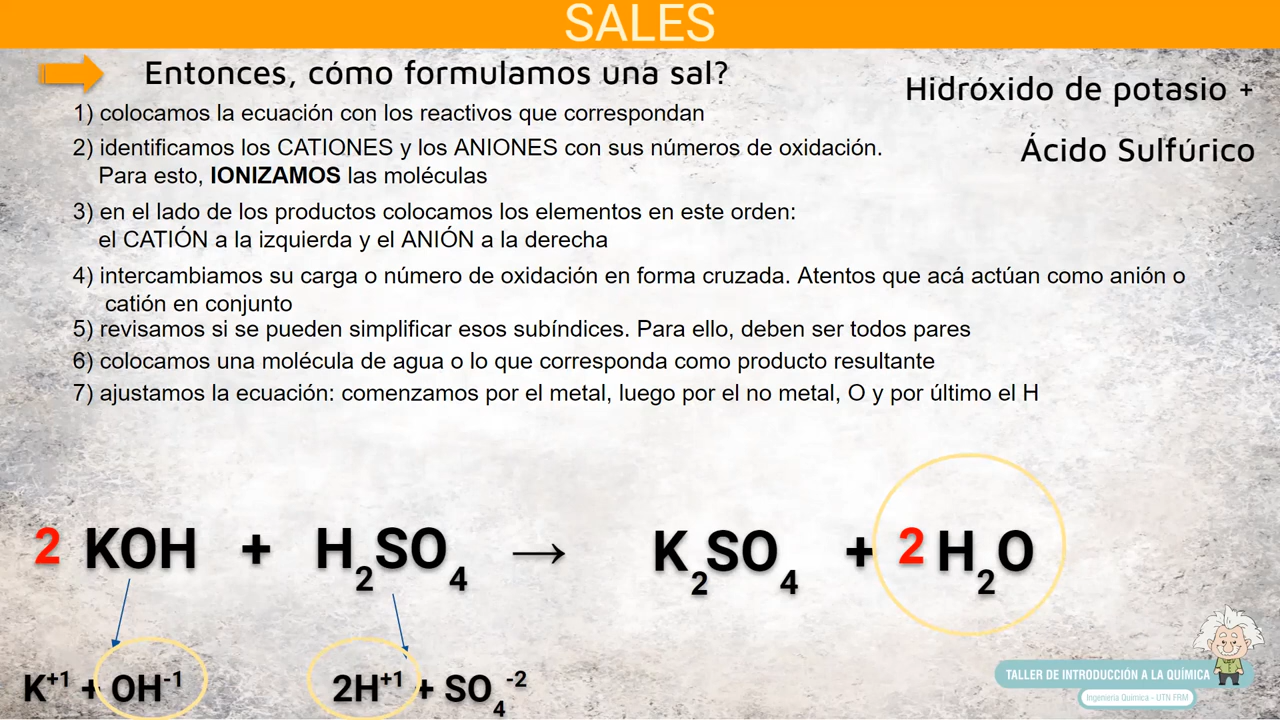 SALES
Entonces, cómo formulamos una sal?
Hidróxido de potasio +
Ácido Sulfúrico
1) colocamos la ecuación con los reactivos que correspondan
2) identificamos los CATIONES y los ANIONES con sus números de oxidación.
Para esto, IONIZAMOS las moléculas
3) en el lado de los productos colocamos los elementos en este orden:
el CATIÓN a la izquierda y el ANIÓN a la derecha
4) intercambiamos su carga o número de oxidación en forma cruzada. Atentos que acá actúan como anión o
catión en conjunto
5) revisamos si se pueden simplificar esos subíndices. Para ello, deben ser todos pares
6) colocamos una molécula de agua o lo que corresponda como producto resultante
7) ajustamos la ecuación: comenzamos por el metal, luego por el no metal, O y por último el H
2 KOH + H₂SO₄ → K₂SO₄ + 2 H₂O
K⁺¹ + OH⁻¹ 2H⁺¹ + SO₄⁻²
TALLER DE INTRODUCCIÓN A LA QUÍMICA
Ingeniería Química - UTN FRM